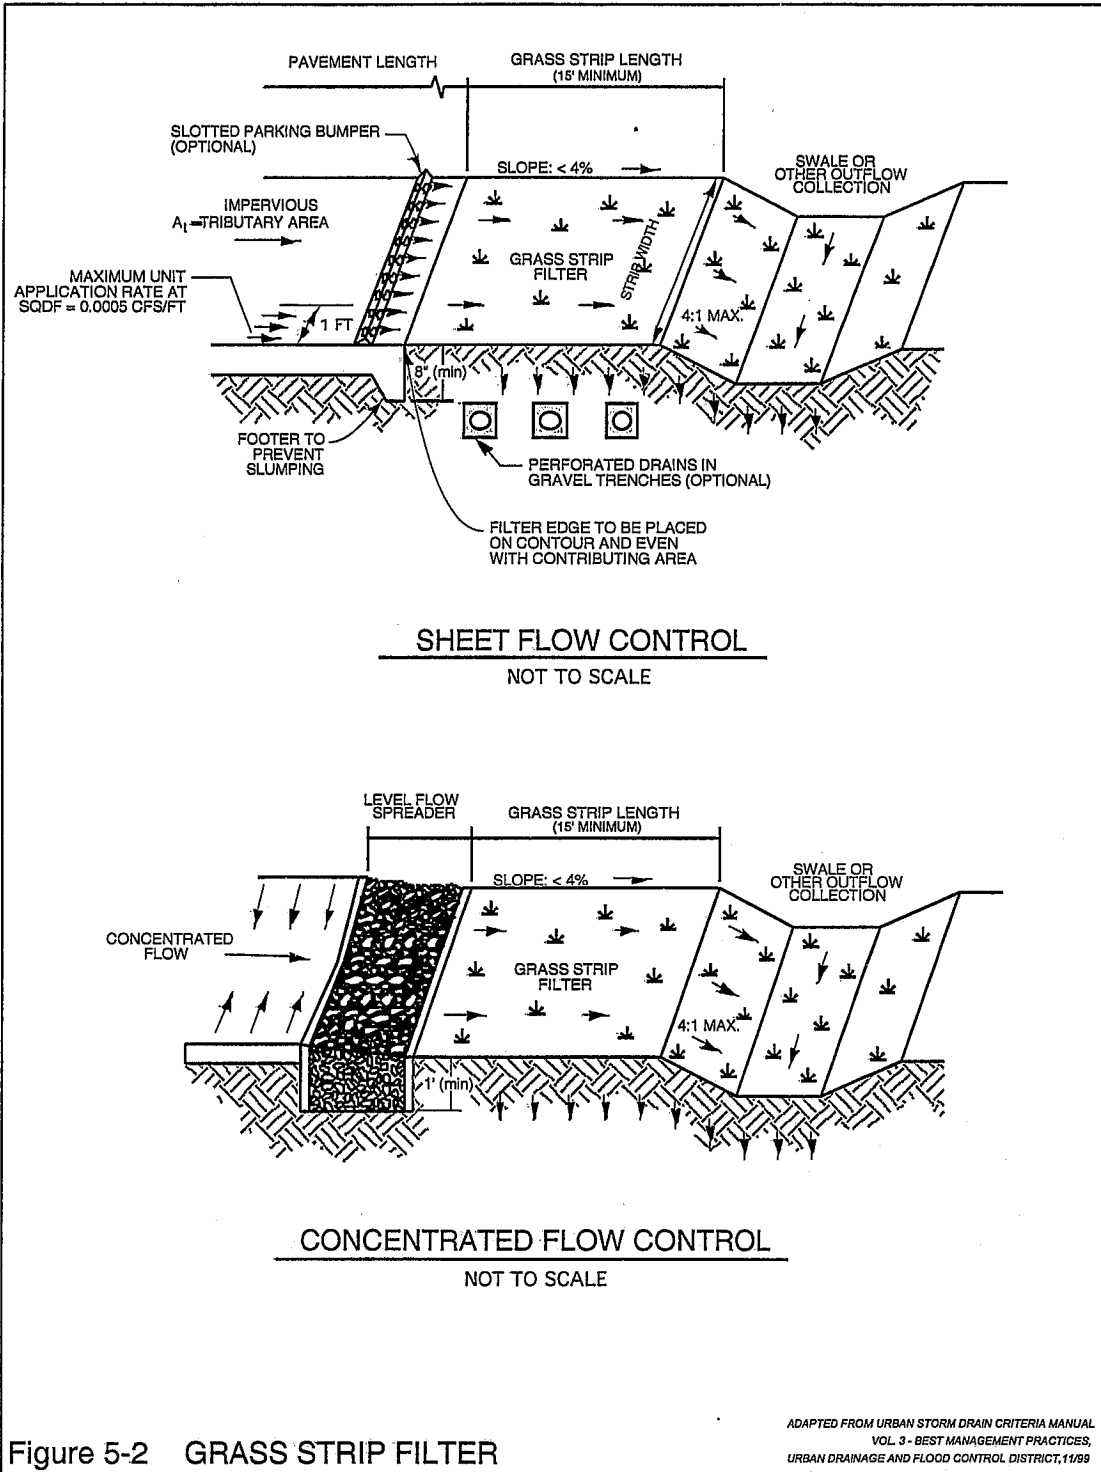 PAVEMENT LENGTH
GRASS STRIP LENGTH
(15' MINIMUM)
SLOTTED PARKING BUMPER
(OPTIONAL)
SLOPE: < 4%
SWALE OR
OTHER OUTFLOW
COLLECTION
IMPERVIOUS
At = TRIBUTARY AREA
STRIP WIDTH
GRASS STRIP
FILTER
MAXIMUM UNIT
APPLICATION RATE AT
SQDF = 0.0005 CFS/FT
1 FT
4:1 MAX.
8" (min)
FOOTER TO
PREVENT
SLUMPING
PERFORATED DRAINS IN
GRAVEL TRENCHES (OPTIONAL)
FILTER EDGE TO BE PLACED
ON CONTOUR AND EVEN
WITH CONTRIBUTING AREA
SHEET FLOW CONTROL
NOT TO SCALE
LEVEL FLOW
SPREADER
GRASS STRIP LENGTH
(15' MINIMUM)
SLOPE: < 4%
SWALE OR
OTHER OUTFLOW
COLLECTION
CONCENTRATED
FLOW
GRASS STRIP
FILTER
4:1 MAX.
1' (min)
CONCENTRATED FLOW CONTROL
NOT TO SCALE
ADAPTED FROM URBAN STORM DRAIN CRITERIA MANUAL
VOL. 3 - BEST MANAGEMENT PRACTICES,
URBAN DRAINAGE AND FLOOD CONTROL DISTRICT, 11/99
Figure 5-2 GRASS STRIP FILTER